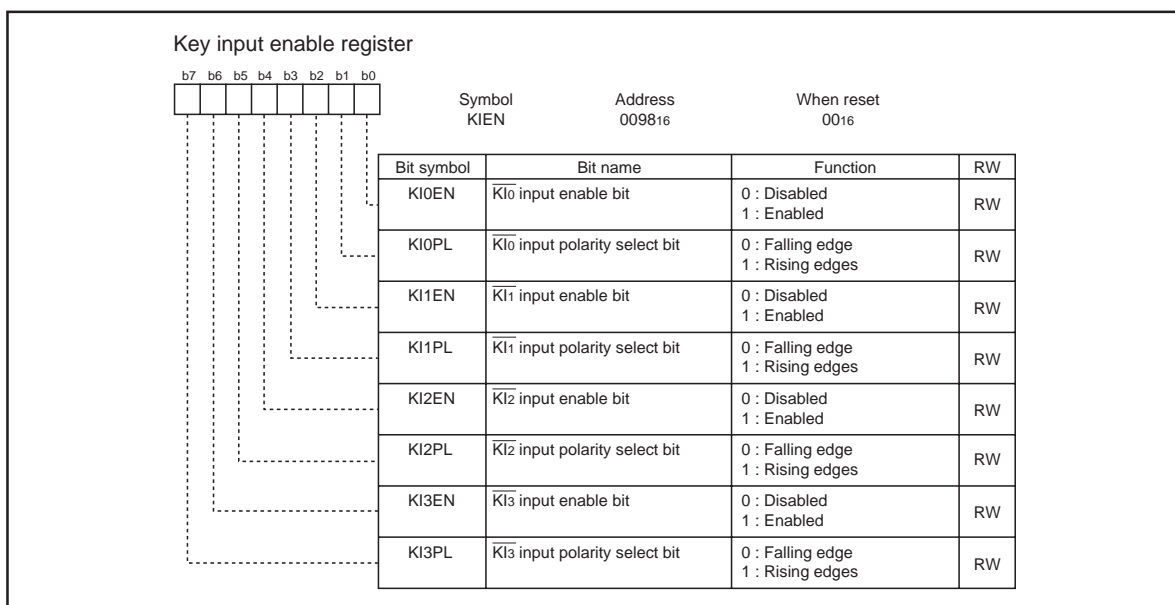 Key input enable register
b7 b6 b5 b4 b3 b2 b1 b0
Symbol Address When reset
KIEN 009816 0016
Bit symbol Bit name Function RW
KI0EN KI0 input enable bit 0 : Disabled
1 : Enabled RW
KI0PL KI0 input polarity select bit 0 : Falling edge
1 : Rising edges RW
KI1EN KI1 input enable bit 0 : Disabled
1 : Enabled RW
KI1PL KI1 input polarity select bit 0 : Falling edge
1 : Rising edges RW
KI2EN KI2 input enable bit 0 : Disabled
1 : Enabled RW
KI2PL KI2 input polarity select bit 0 : Falling edge
1 : Rising edges RW
KI3EN KI3 input enable bit 0 : Disabled
1 : Enabled RW
KI3PL KI3 input polarity select bit 0 : Falling edge
1 : Rising edges RW